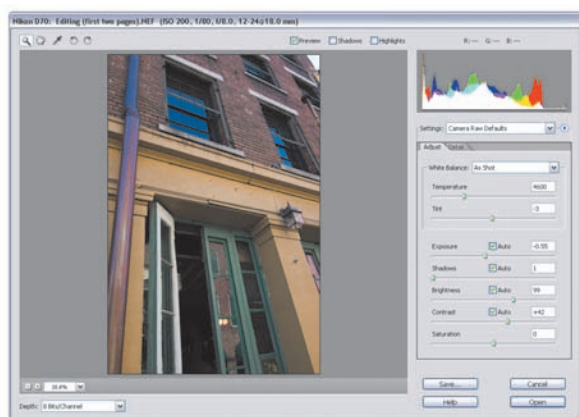 Nikon D70: Editing (first two pages).NEF (ISO 200, 1/80, f/8.0, 12-24@18.0 mm)
Preview Shadows Highlights
R: --- G: --- B: ---
Settings: Camera Raw Defaults
Adjust Detail
White Balance: As Shot
Temperature 4600
Tint -3
Exposure Auto -0.55
Shadows Auto 1
Brightness Auto 99
Contrast Auto +42
Saturation 0
Save... Cancel
Help Open
Depth: 8 Bits/Channel